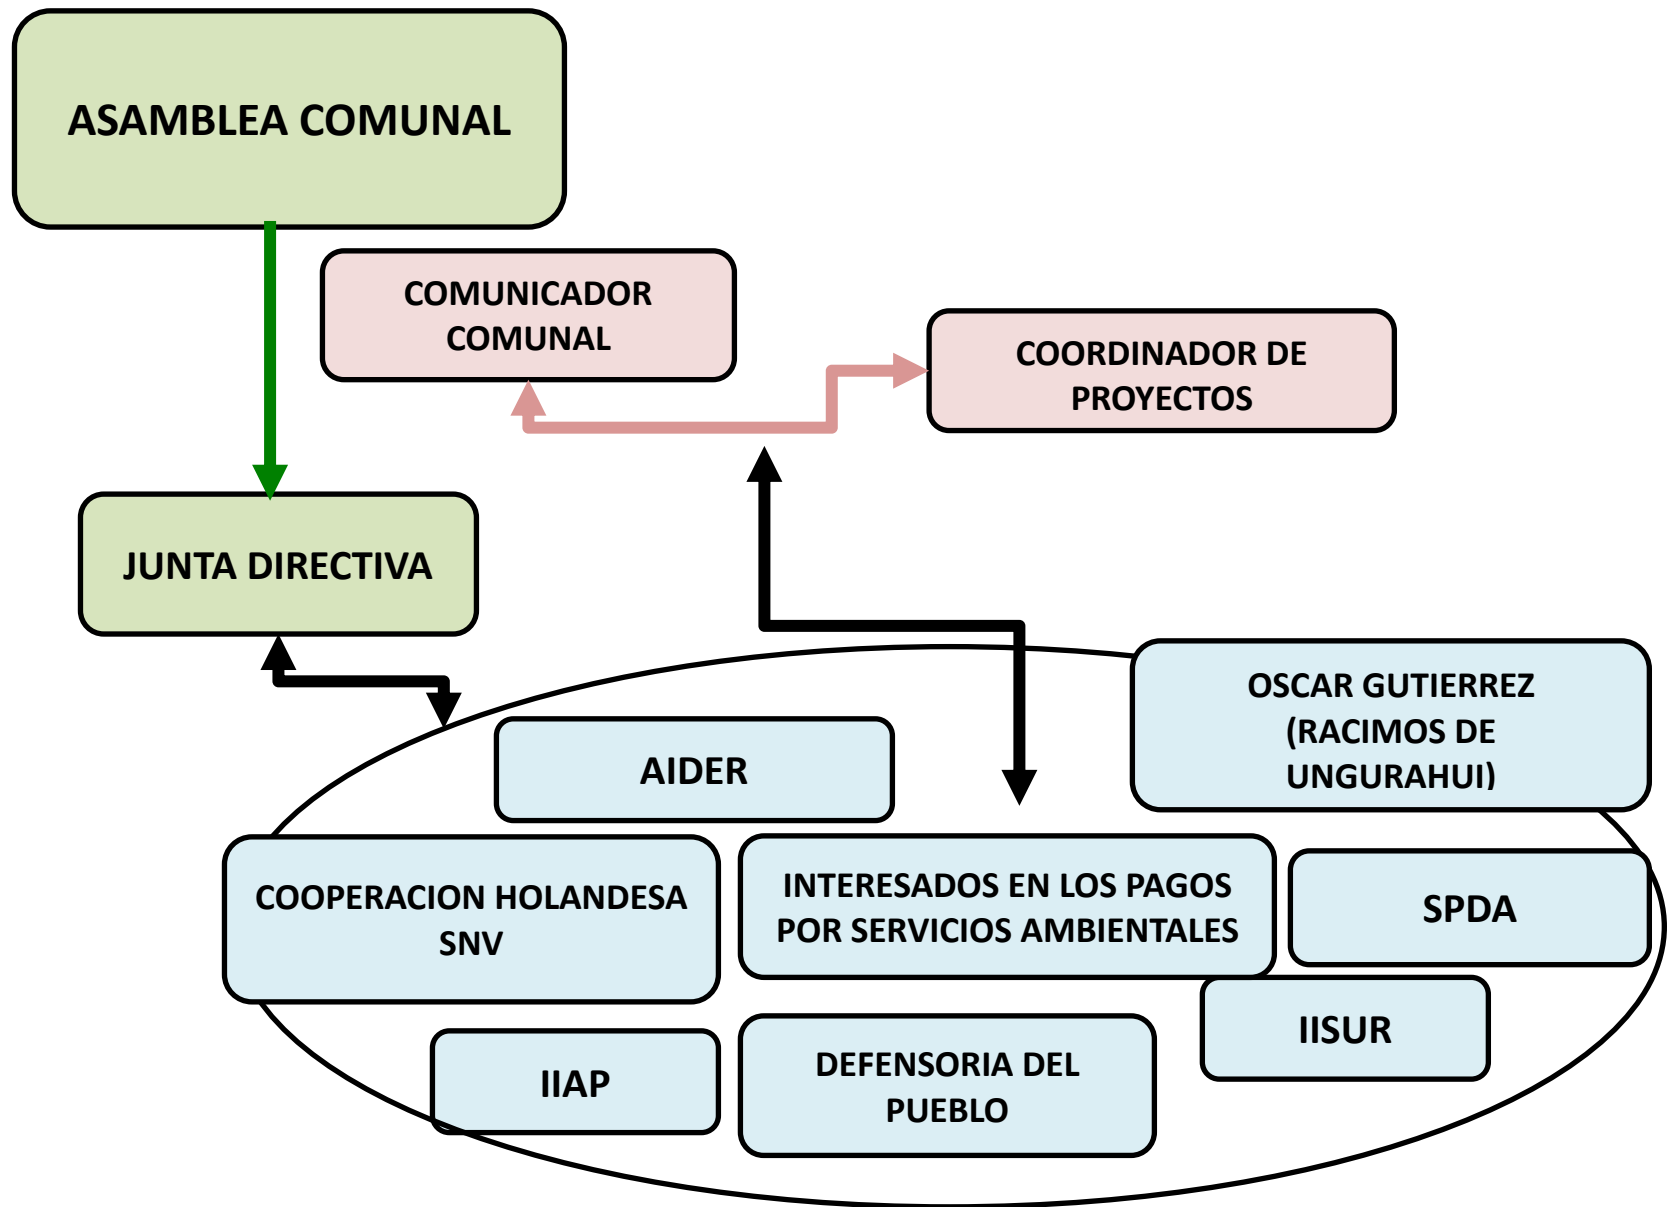 ASAMBLEA COMUNAL
COMUNICADOR
COMUNAL
COORDINADOR DE
PROYECTOS
JUNTA DIRECTIVA
OSCAR GUTIERREZ
(RACIMOS DE
UNGURAHUI)
AIDER
COOPERACION HOLANDESA
SNV
INTERESADOS EN LOS PAGOS
POR SERVICIOS AMBIENTALES
SPDA
IISUR
IIAP
DEFENSORIA DEL
PUEBLO